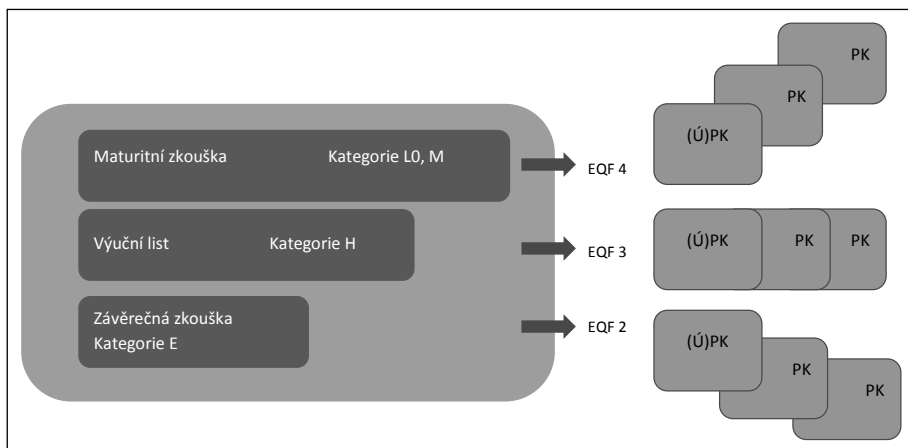 Maturitní zkouška Kategorie L0, M
EQF 4
(Ú)PK
PK
PK
Výuční list Kategorie H
EQF 3
(Ú)PK
PK
PK
Závěrečná zkouška
Kategorie E
EQF 2
(Ú)PK
PK
PK